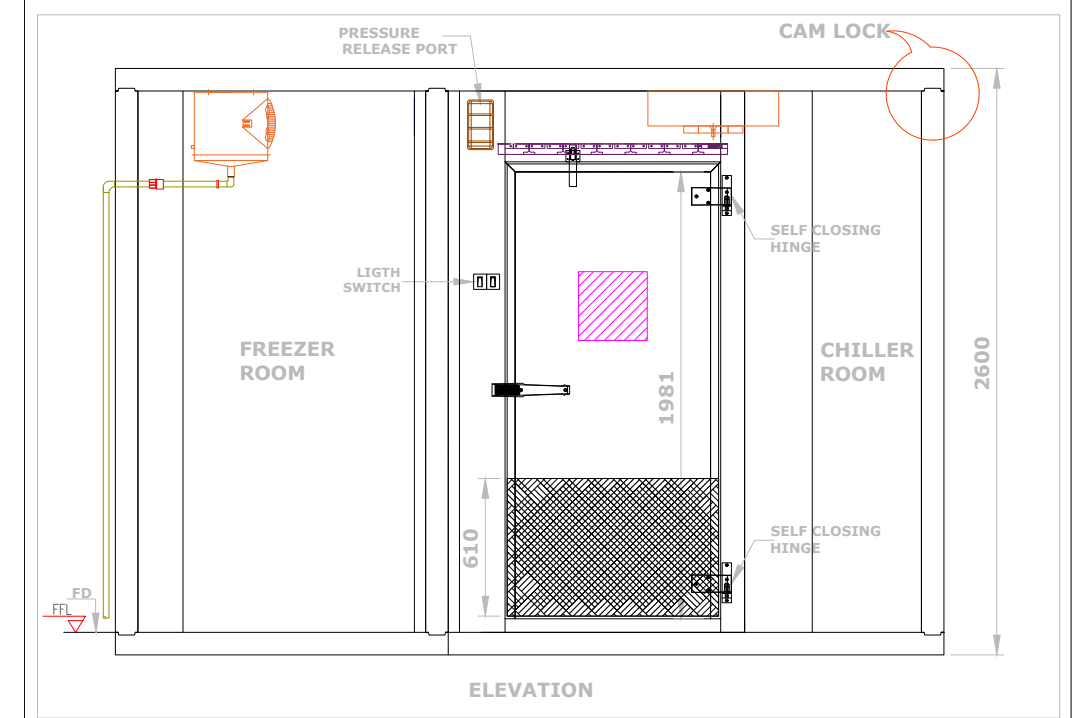 PRESSURE
RELEASE PORT
CAM LOCK
SELF CLOSING
HINGE
LIGTH
SWITCH
FREEZER
ROOM
CHILLER
ROOM
2600
1981
610
SELF CLOSING
HINGE
FD
FFL
ELEVATION